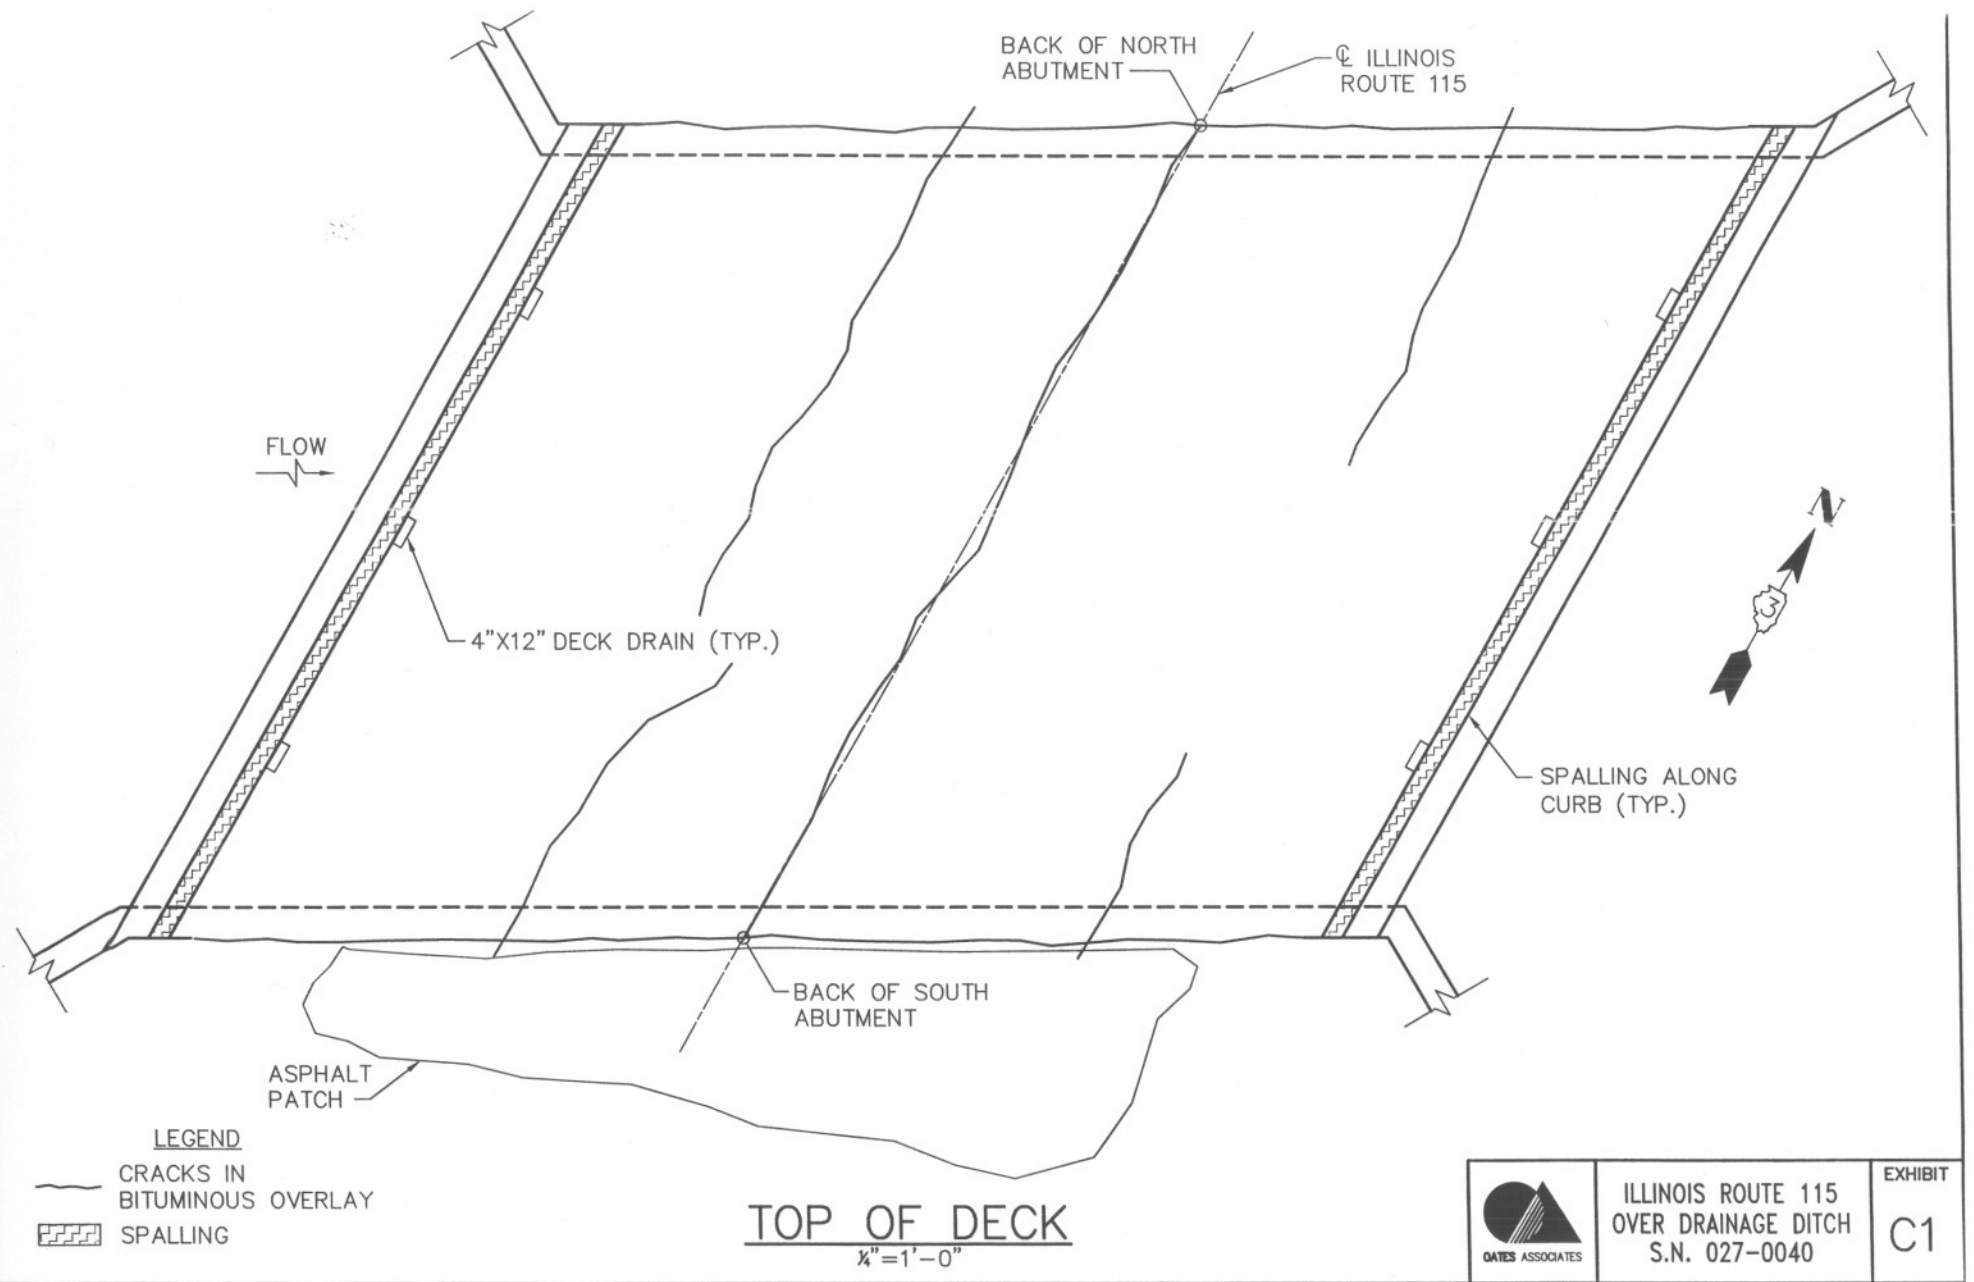 BACK OF NORTH
ABUTMENT
℄ ILLINOIS
ROUTE 115
FLOW
N
3
4"X12" DECK DRAIN (TYP.)
SPALLING ALONG
CURB (TYP.)
BACK OF SOUTH
ABUTMENT
ASPHALT
PATCH
LEGEND
CRACKS IN
BITUMINOUS OVERLAY
SPALLING
TOP OF DECK
¼"=1'-0"
OATES ASSOCIATES
ILLINOIS ROUTE 115
OVER DRAINAGE DITCH
S.N. 027-0040
EXHIBIT
C1